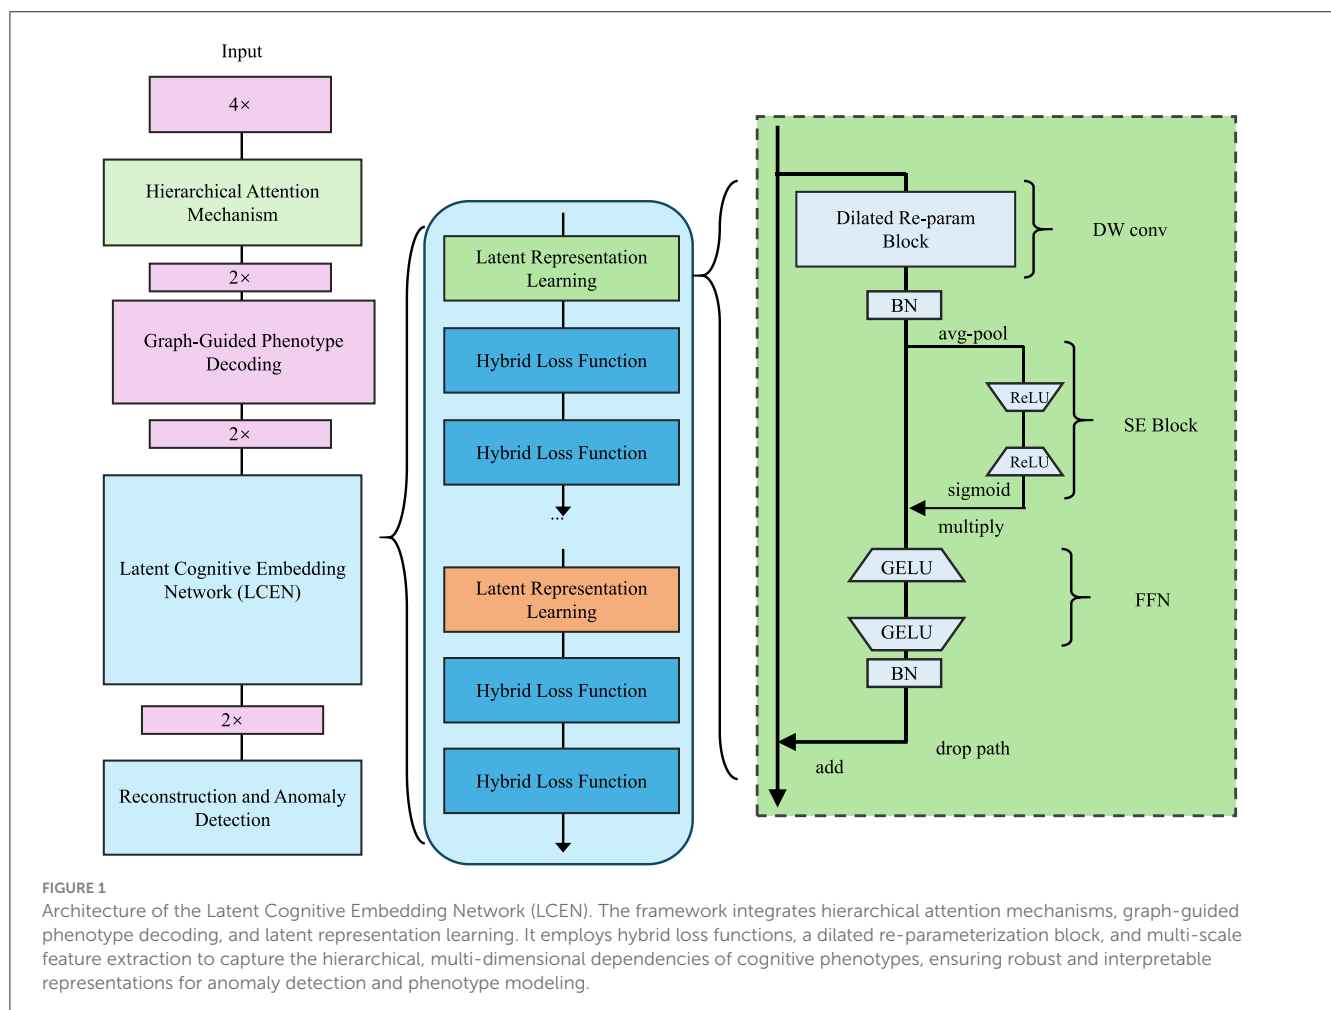 Input
4×
Hierarchical Attention
Mechanism
2×
Graph-Guided Phenotype
Decoding
2×
Latent Cognitive Embedding
Network (LCEN)
2×
Reconstruction and Anomaly
Detection
Latent Representation
Learning
Hybrid Loss Function
Hybrid Loss Function
...
Latent Representation
Learning
Hybrid Loss Function
Hybrid Loss Function
Dilated Re-param
Block
DW conv
BN
avg-pool
ReLU
SE Block
ReLU
sigmoid
multiply
GELU
FFN
GELU
BN
drop path
add
FIGURE 1
Architecture of the Latent Cognitive Embedding Network (LCEN). The framework integrates hierarchical attention mechanisms, graph-guided
phenotype decoding, and latent representation learning. It employs hybrid loss functions, a dilated re-parameterization block, and multi-scale
feature extraction to capture the hierarchical, multi-dimensional dependencies of cognitive phenotypes, ensuring robust and interpretable
representations for anomaly detection and phenotype modeling.